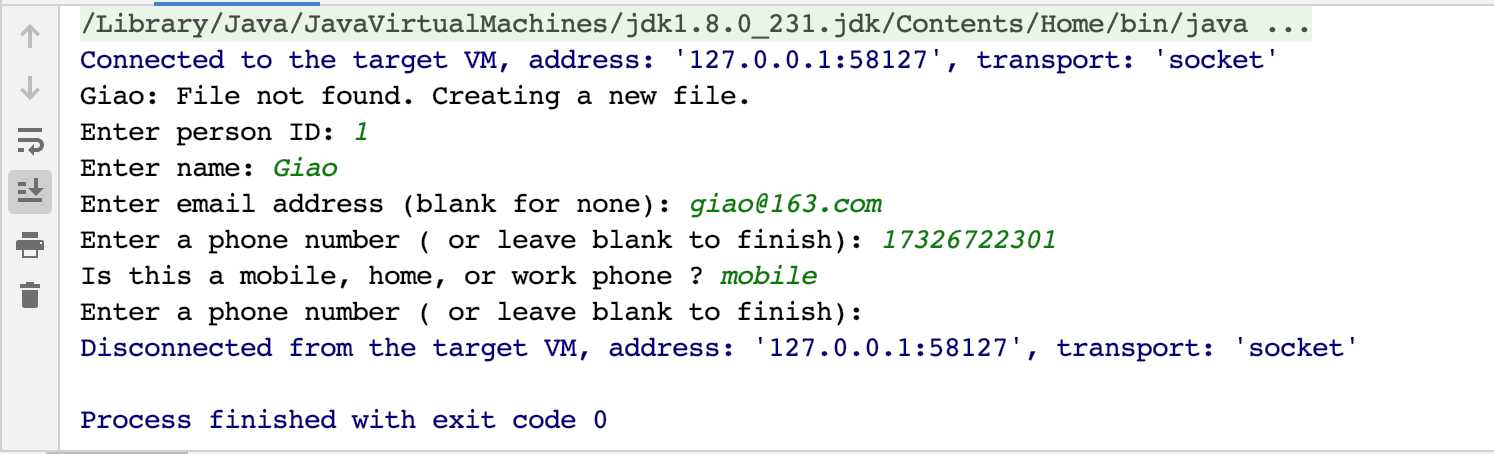 /Library/Java/JavaVirtualMachines/jdk1.8.0_231.jdk/Contents/Home/bin/java ...
Connected to the target VM, address: '127.0.0.1:58127', transport: 'socket'
Giao: File not found. Creating a new file.
Enter person ID: 1
Enter name: Giao
Enter email address (blank for none): giao@163.com
Enter a phone number ( or leave blank to finish): 17326722301
Is this a mobile, home, or work phone ? mobile
Enter a phone number ( or leave blank to finish):
Disconnected from the target VM, address: '127.0.0.1:58127', transport: 'socket'
Process finished with exit code 0